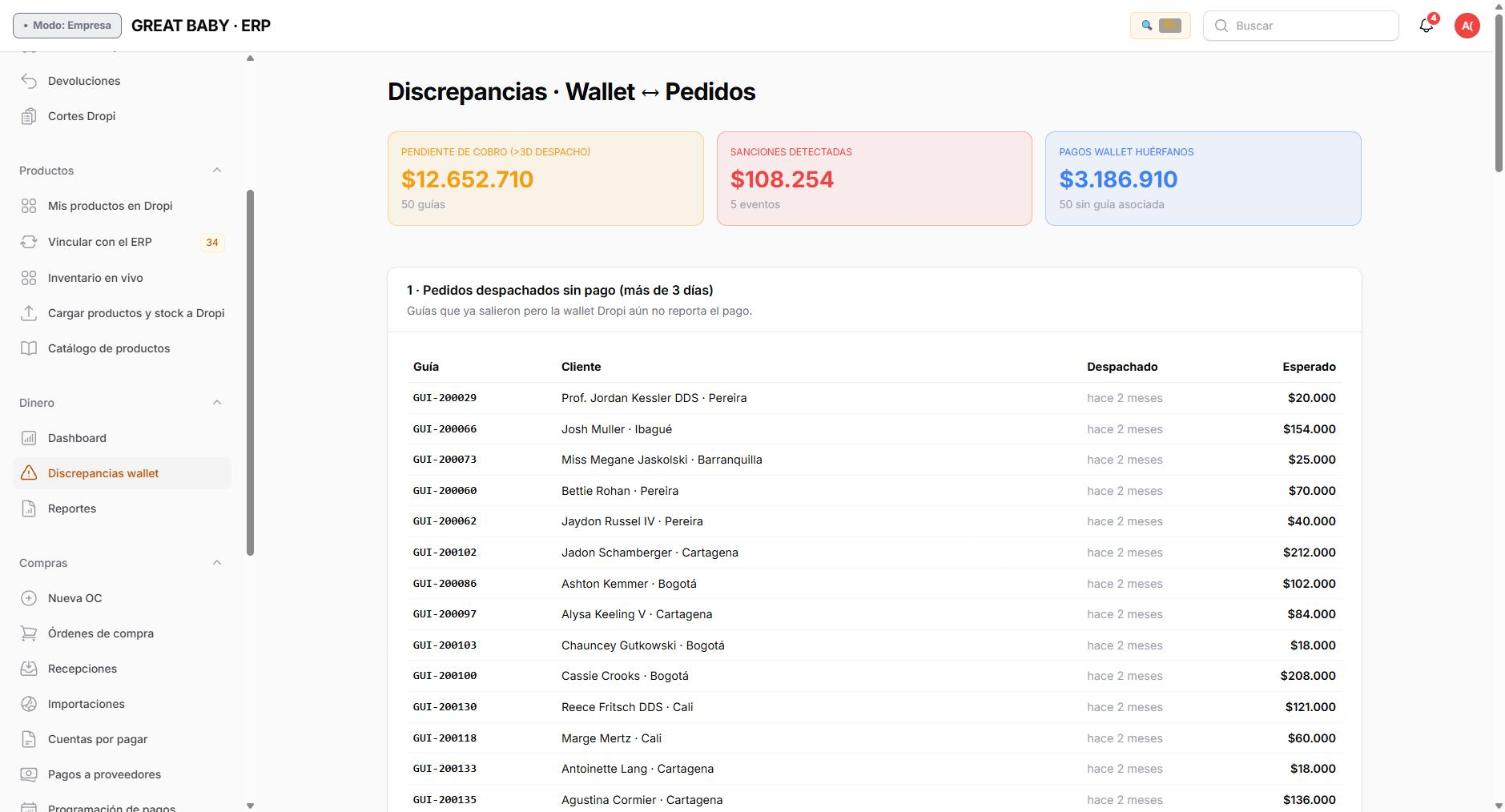 • Modo: Empresa
GREAT BABY · ERP
Buscar
4
A(
Devoluciones
Cortes Dropi
Productos
Mis productos en Dropi
Vincular con el ERP
34
Inventario en vivo
Cargar productos y stock a Dropi
Catálogo de productos
Dinero
Dashboard
Discrepancias wallet
Reportes
Compras
Nueva OC
Órdenes de compra
Recepciones
Importaciones
Cuentas por pagar
Pagos a proveedores
Programación de pagos
Discrepancias · Wallet ↔ Pedidos
PENDIENTE DE COBRO (>3D DESPACHO)
$12.652.710
50 guías
SANCIONES DETECTADAS
$108.254
5 eventos
PAGOS WALLET HUÉRFANOS
$3.186.910
50 sin guía asociada
1 · Pedidos despachados sin pago (más de 3 días)
Guías que ya salieron pero la wallet Dropi aún no reporta el pago.
Guía Cliente Despachado Esperado
GUI-200029 Prof. Jordan Kessler DDS · Pereira hace 2 meses $20.000
GUI-200066 Josh Muller · Ibagué hace 2 meses $154.000
GUI-200073 Miss Megane Jaskolski · Barranquilla hace 2 meses $25.000
GUI-200060 Bettie Rohan · Pereira hace 2 meses $70.000
GUI-200062 Jaydon Russel IV · Pereira hace 2 meses $40.000
GUI-200102 Jadon Schamberger · Cartagena hace 2 meses $212.000
GUI-200086 Ashton Kemmer · Bogotá hace 2 meses $102.000
GUI-200097 Alysa Keeling V · Cartagena hace 2 meses $84.000
GUI-200103 Chauncey Gutkowski · Bogotá hace 2 meses $18.000
GUI-200100 Cassie Crooks · Bogotá hace 2 meses $208.000
GUI-200130 Reece Fritsch DDS · Cali hace 2 meses $121.000
GUI-200118 Marge Mertz · Cali hace 2 meses $60.000
GUI-200133 Antoinette Lang · Cartagena hace 2 meses $18.000
GUI-200135 Agustina Cormier · Cartagena hace 2 meses $136.000